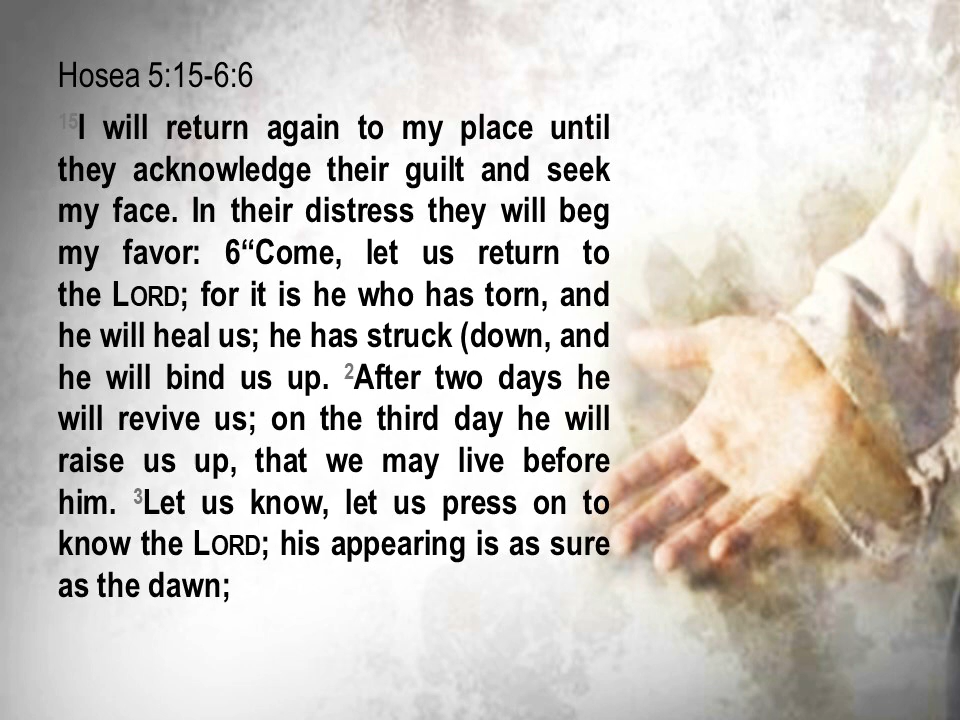 Hosea 5:15-6:6
15I will return again to my place until
they acknowledge their guilt and seek
my face. In their distress they will beg
my favor: 6“Come, let us return to
the LORD; for it is he who has torn, and
he will heal us; he has struck (down, and
he will bind us up. 2After two days he
will revive us; on the third day he will
raise us up, that we may live before
him. 3Let us know, let us press on to
know the LORD; his appearing is as sure
as the dawn;